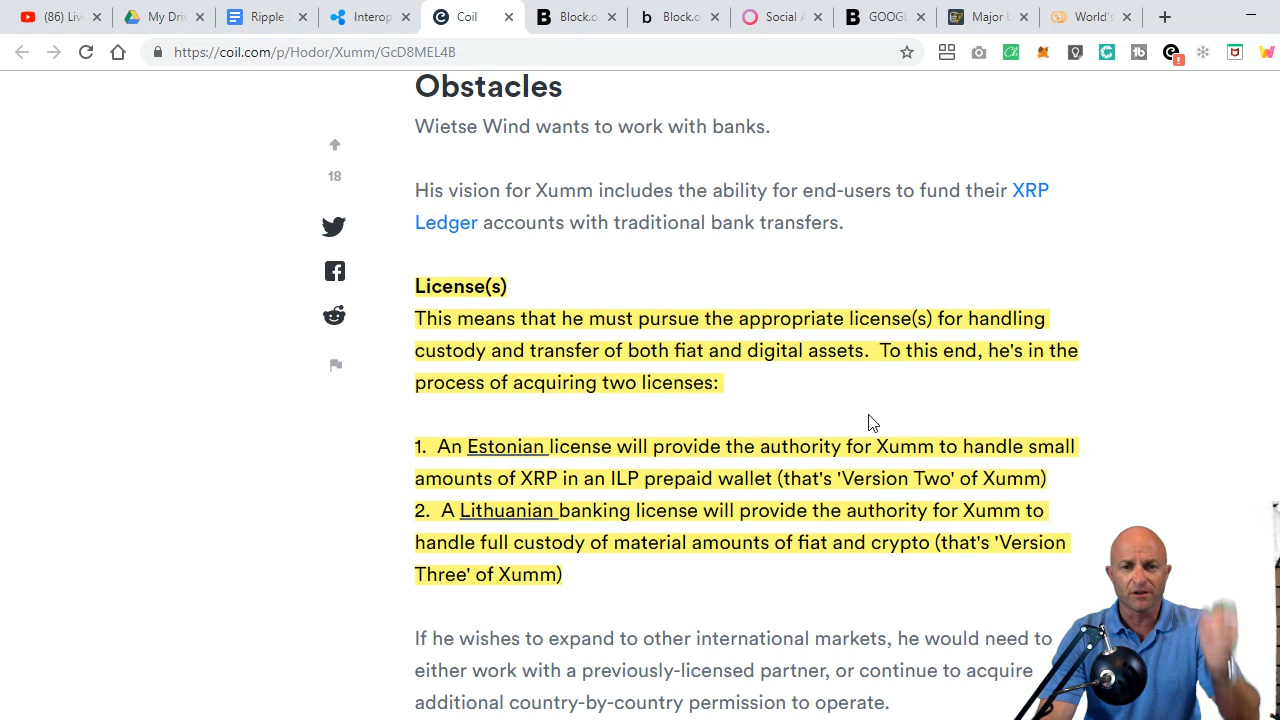 (86) Live
My Driv
Ripple 2
Interop
Coil
Block.o
Block.o
Social A
GOOGL
Major U
World's
https://coil.com/p/Hodor/Xumm/GcD8MEL4B
Obstacles
Wietse Wind wants to work with banks.
18
His vision for Xumm includes the ability for end-users to fund their XRP
Ledger accounts with traditional bank transfers.
License(s)
This means that he must pursue the appropriate license(s) for handling
custody and transfer of both fiat and digital assets.  To this end, he's in the
process of acquiring two licenses:
1.  An Estonian license will provide the authority for Xumm to handle small
amounts of XRP in an ILP prepaid wallet (that's 'Version Two' of Xumm)
2.  A Lithuanian banking license will provide the authority for Xumm to
handle full custody of material amounts of fiat and crypto (that's 'Version
Three' of Xumm)
If he wishes to expand to other international markets, he would need to
either work with a previously-licensed partner, or continue to acquire
additional country-by-country permission to operate.